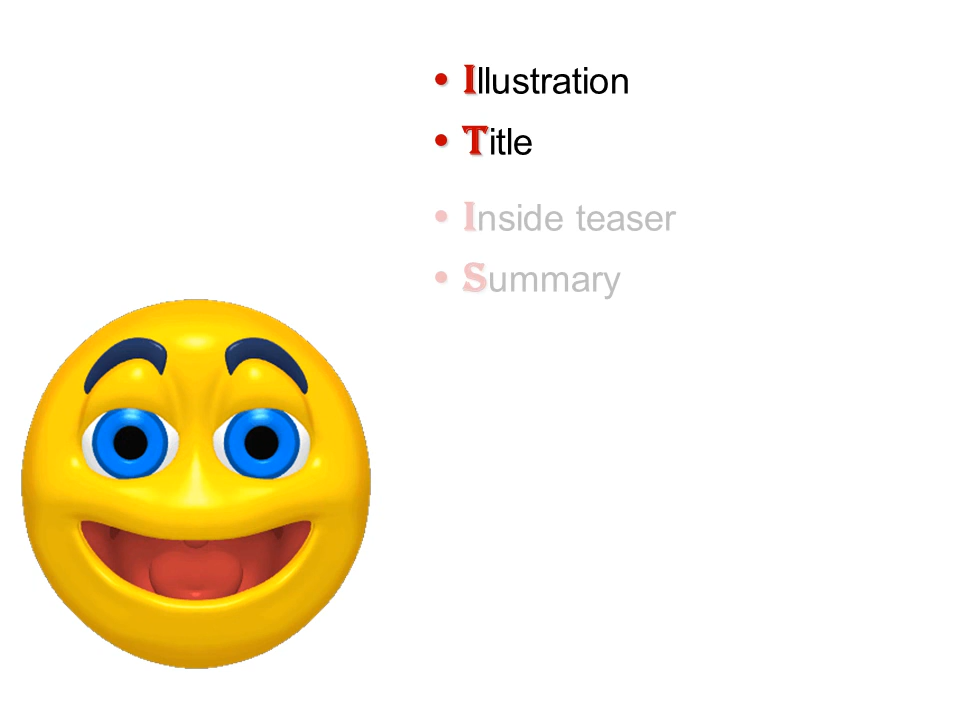 • Illustration
• Title
• Inside teaser
• Summary